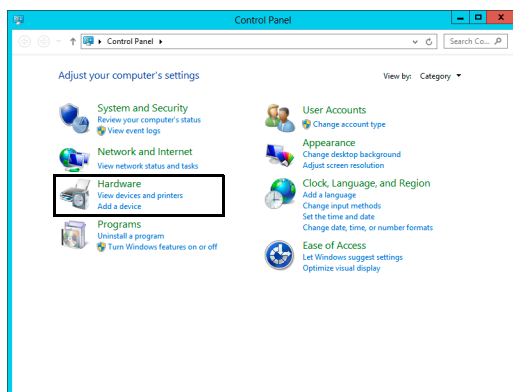 Control Panel
Control Panel
Search Co...
Adjust your computer's settings
View by: Category
System and Security
Review your computer's status
View event logs
Network and Internet
View network status and tasks
Hardware
View devices and printers
Add a device
Programs
Uninstall a program
Turn Windows features on or off
User Accounts
Change account type
Appearance
Change desktop background
Adjust screen resolution
Clock, Language, and Region
Add a language
Change input methods
Set the time and date
Change date, time, or number formats
Ease of Access
Let Windows suggest settings
Optimize visual display